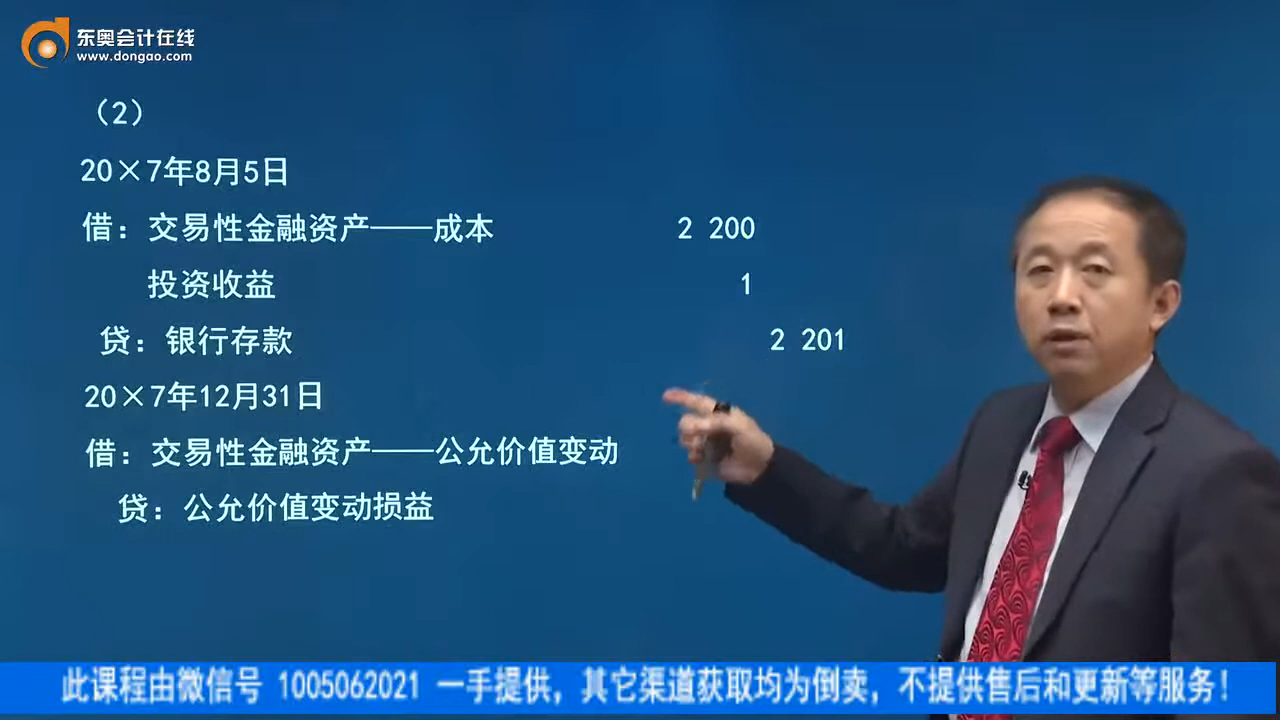 东奥会计在线
www.dongao.com
（2）
20×7年8月5日
借：交易性金融资产——成本 2 200
投资收益 1
贷：银行存款 2 201
20×7年12月31日
借：交易性金融资产——公允价值变动
贷：公允价值变动损益
此课程由微信号 1005062021 一手提供，其它渠道获取均为倒卖，不提供售后和更新等服务！